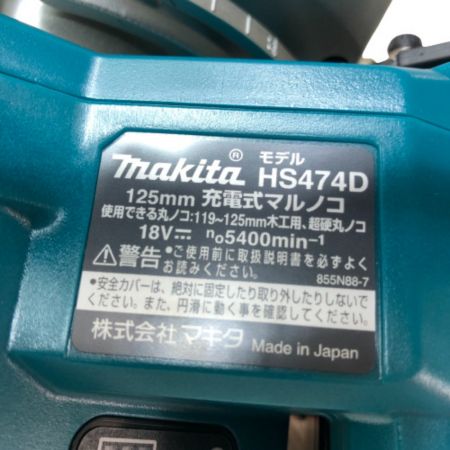 makita® モデル HS474D
125mm 充電式マルノコ
使用できる丸ノコ:119~125mm木工用、超硬丸ノコ
18V⎓ n₀5400min⁻¹
⚠警告 •ご使用前に取扱説明書を必ずよく
お読みください。
855N88-7
•安全カバーは、絶対に固定したり取り外したりしないで
ください。また、円滑に動く事を確認してください。
株式会社マキタ Made in Japan